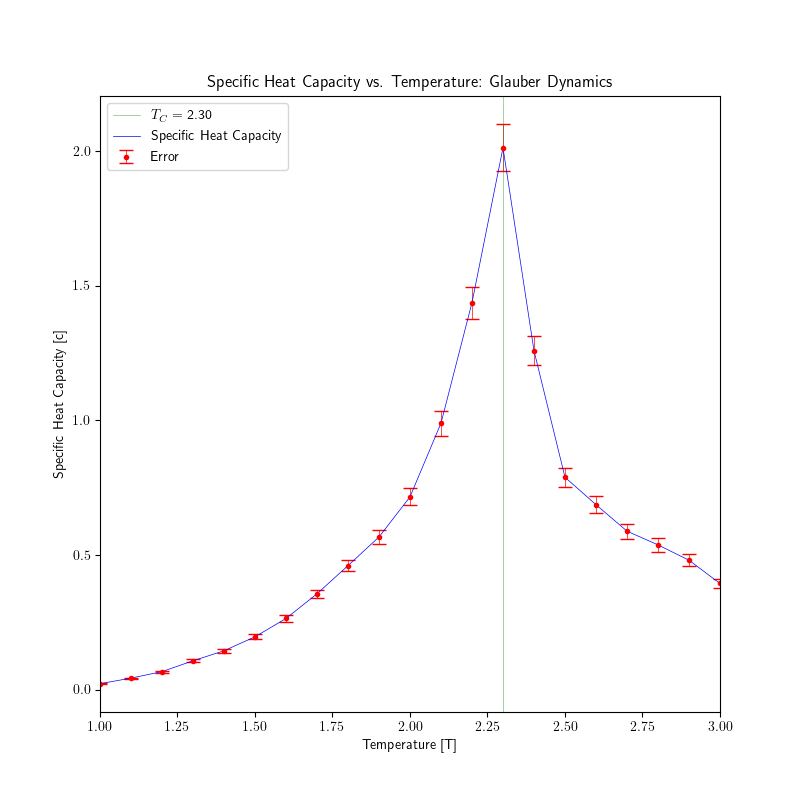 Specific Heat Capacity vs. Temperature: Glauber Dynamics
T_C = 2.30
Specific Heat Capacity
Error
2.0
1.5
1.0
0.5
0.0
Specific Heat Capacity [c]
1.00 1.25 1.50 1.75 2.00 2.25 2.50 2.75 3.00
Temperature [T]